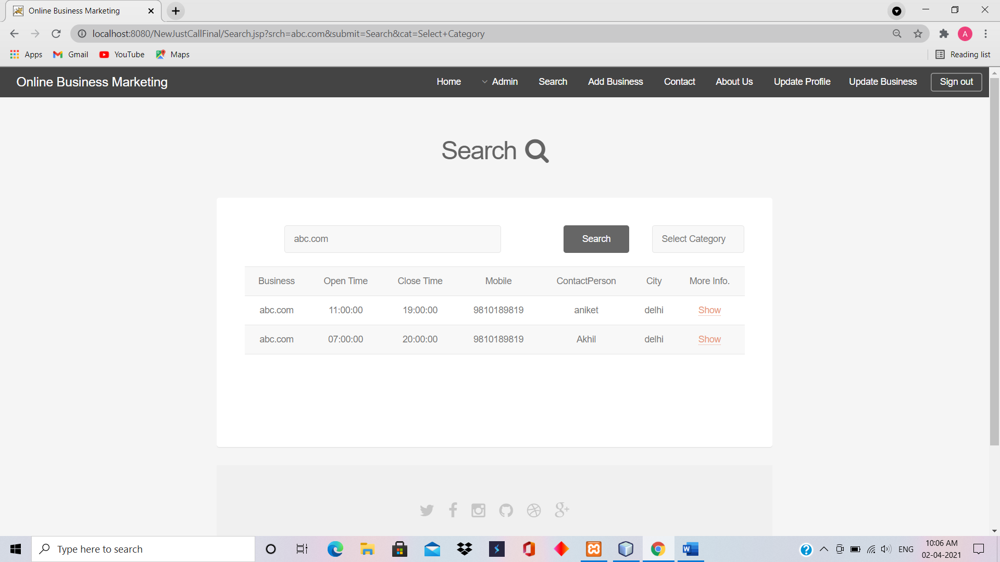 Online Business Marketing
localhost:8080/NewJustCallFinal/Search.jsp?srch=abc.com&submit=Search&cat=Select+Category
A
Apps Gmail YouTube Maps Reading list
Online Business Marketing Home Admin Search Add Business Contact About Us Update Profile Update Business Sign out
Search
abc.com Search Select Category
Business Open Time Close Time Mobile ContactPerson City More Info.
abc.com 11:00:00 19:00:00 9810189819 aniket delhi Show
abc.com 07:00:00 20:00:00 9810189819 Akhil delhi Show
Type here to search ENG 10:06 AM
02-04-2021